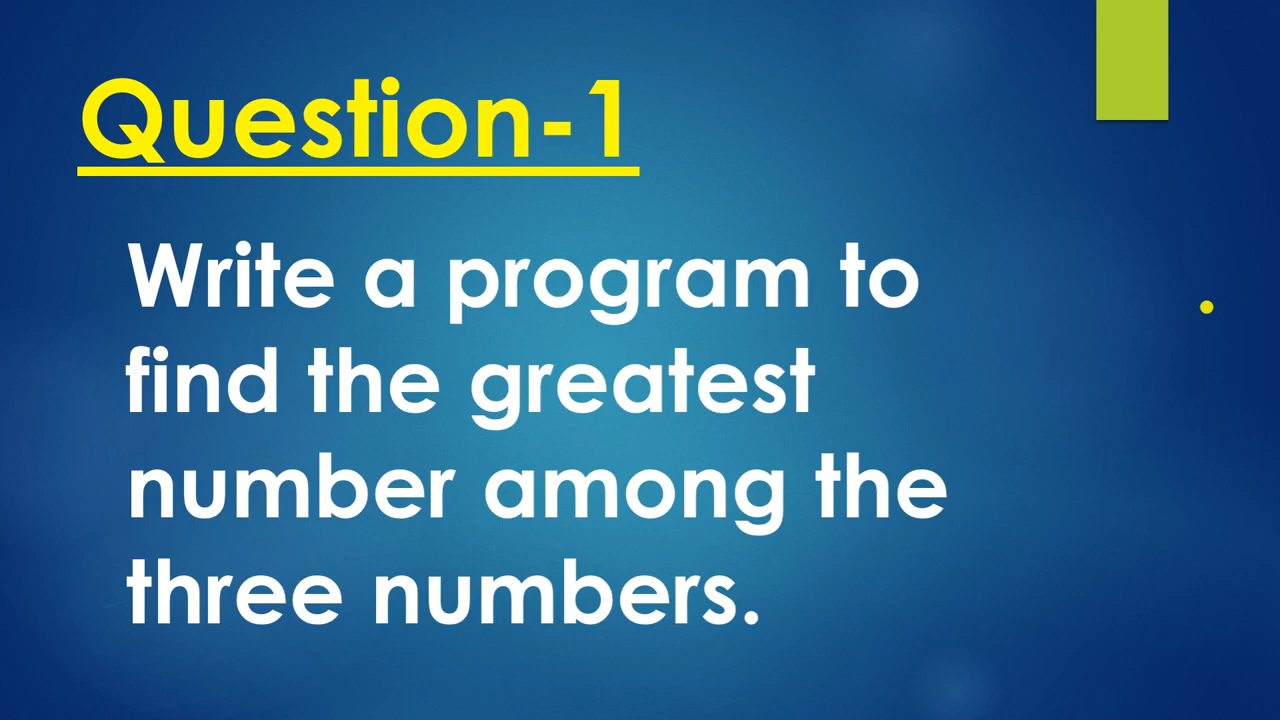 Question-1
Write a program to
find the greatest
number among the
three numbers.